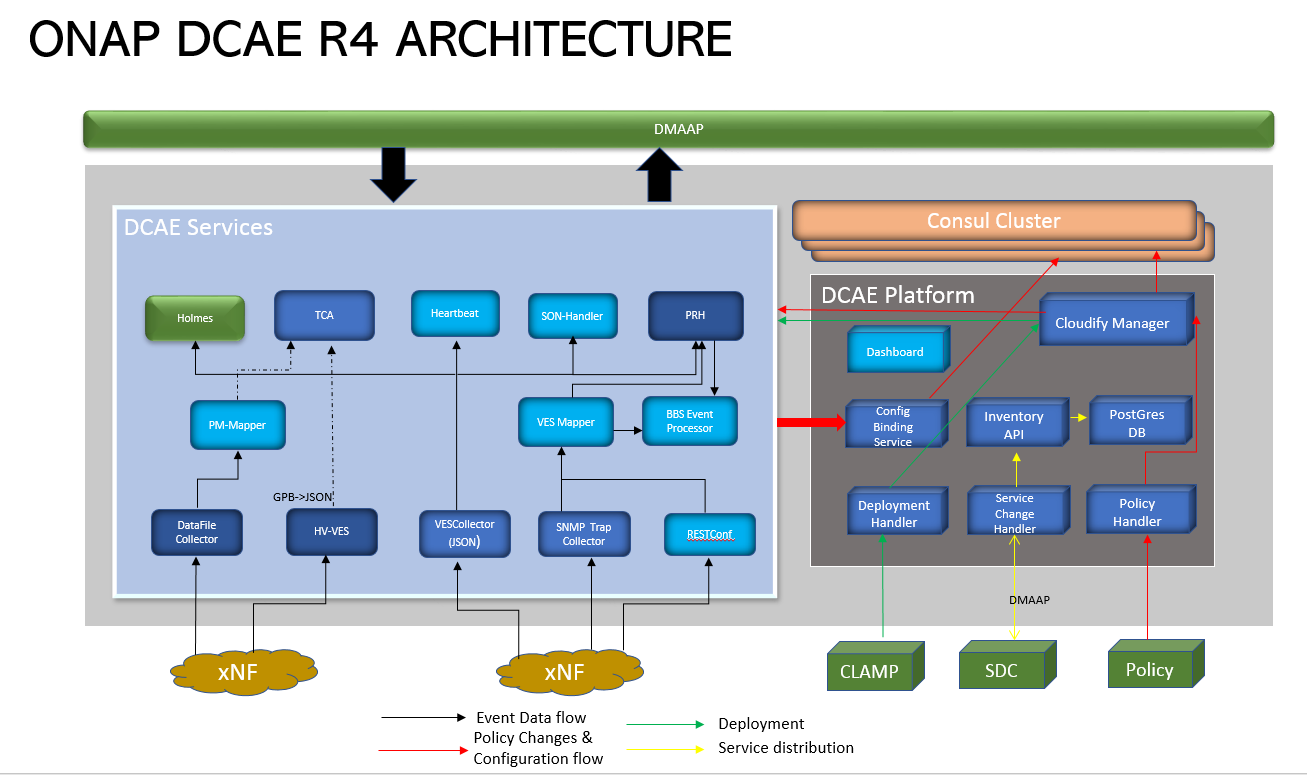 ONAP DCAE R4 ARCHITECTURE
DMAAP
DCAE Services
Consul Cluster
DCAE Platform
Holmes
TCA
Heartbeat
SON-Handler
PRH
Cloudify Manager
Dashboard
PM-Mapper
VES Mapper
BBS Event
Processor
Config
Binding
Service
Inventory
API
PostGres
DB
GPB->JSON
DataFile
Collector
HV-VES
VESCollector
(JSON)
SNMP Trap
Collector
RESTConf
Deployment
Handler
Service
Change
Handler
Policy
Handler
DMAAP
xNF
xNF
CLAMP
SDC
Policy
Event Data flow
Policy Changes &
Configuration flow
Deployment
Service distribution